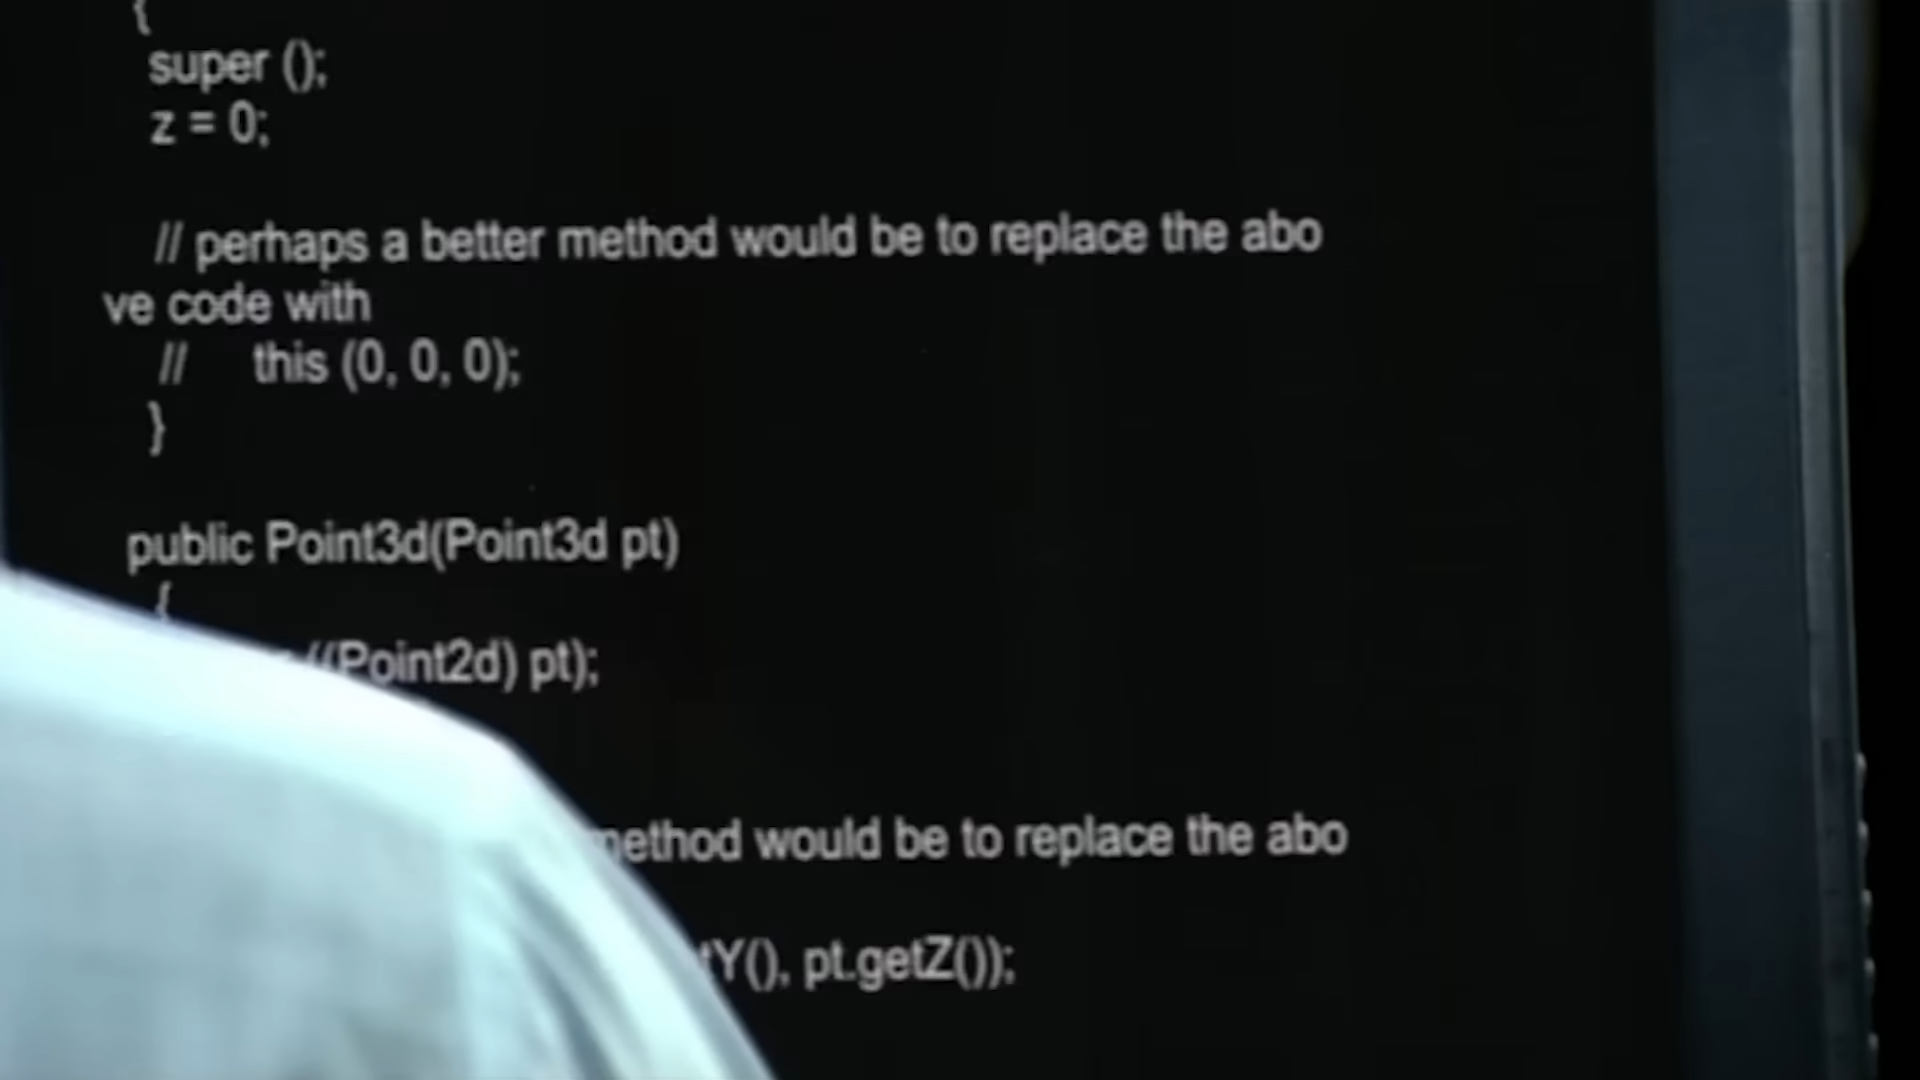 {
super ();
z = 0;
// perhaps a better method would be to replace the abo
ve code with
// this (0, 0, 0);
}
public Point3d(Point3d pt)
{
((Point2d) pt);
method would be to replace the abo
Y(), pt.getZ());